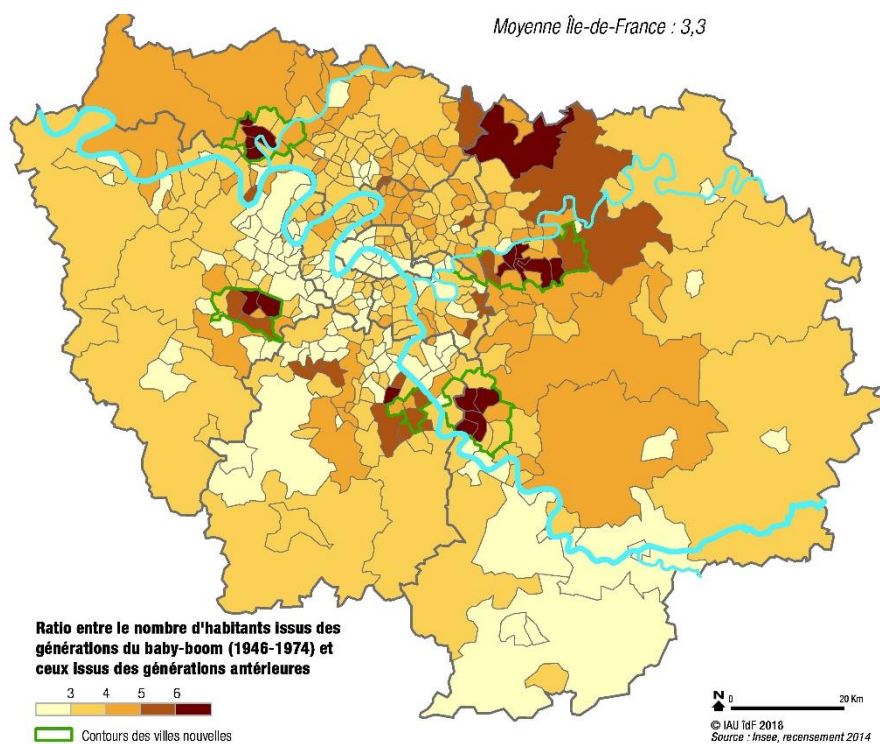 Moyenne Île-de-France : 3,3
Ratio entre le nombre d'habitants issus des
générations du baby-boom (1946-1974) et
ceux issus des générations antérieures
3 4 5 6
Contours des villes nouvelles
N 0 20 Km
© IAU îdF 2018
Source : Insee, recensement 2014